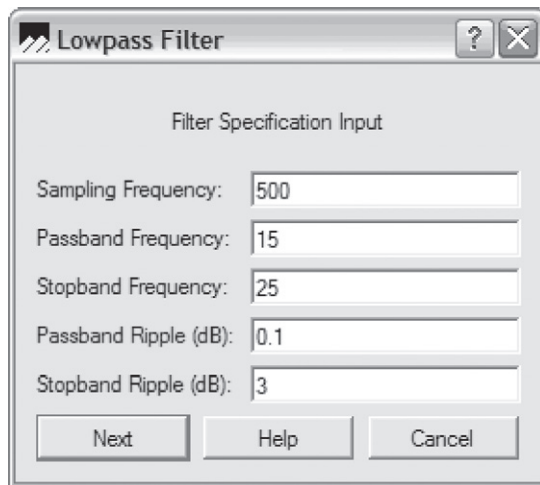 Lowpass Filter
Filter Specification Input
Sampling Frequency: 500
Passband Frequency: 15
Stopband Frequency: 25
Passband Ripple (dB): 0.1
Stopband Ripple (dB): 3
Next Help Cancel